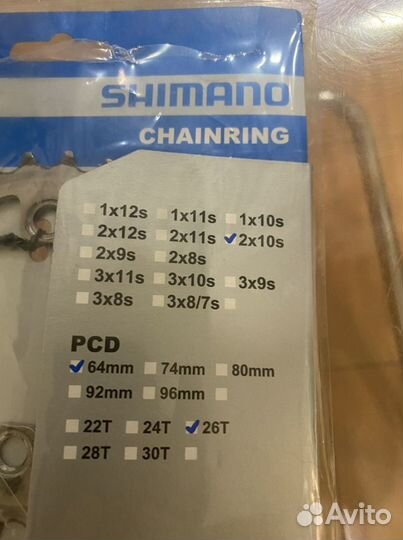 SHIMANO
CHAINRING
1x12s 1x11s 1x10s
2x12s 2x11s 2x10s
2x9s 2x8s
3x11s 3x10s 3x9s
3x8s 3x8/7s
PCD
64mm 74mm 80mm
92mm 96mm
22T 24T 26T
28T 30T
Avito